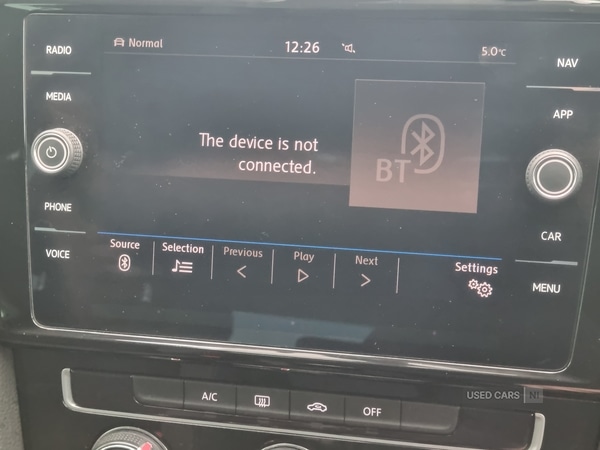 RADIO
Normal
12:26
5.0°C
NAV
MEDIA
APP
The device is not
connected.
BT
PHONE
CAR
VOICE
Source
Selection
Previous
Play
Next
Settings
MENU
A/C
OFF
USED CARS NI